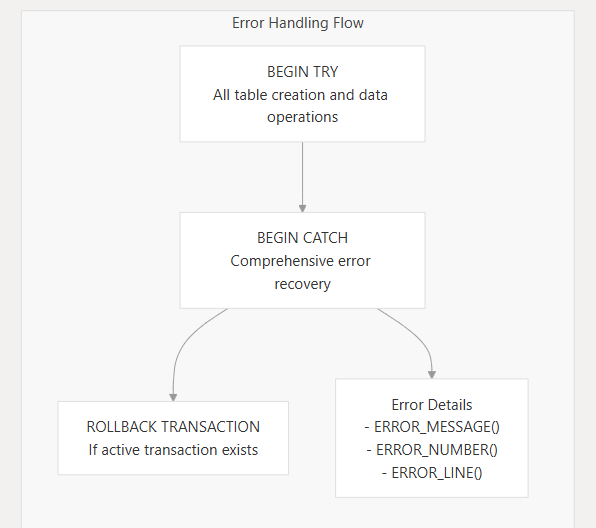 Error Handling Flow
BEGIN TRY
All table creation and data
operations
BEGIN CATCH
Comprehensive error
recovery
ROLLBACK TRANSACTION
If active transaction exists
Error Details
- ERROR_MESSAGE()
- ERROR_NUMBER()
- ERROR_LINE()